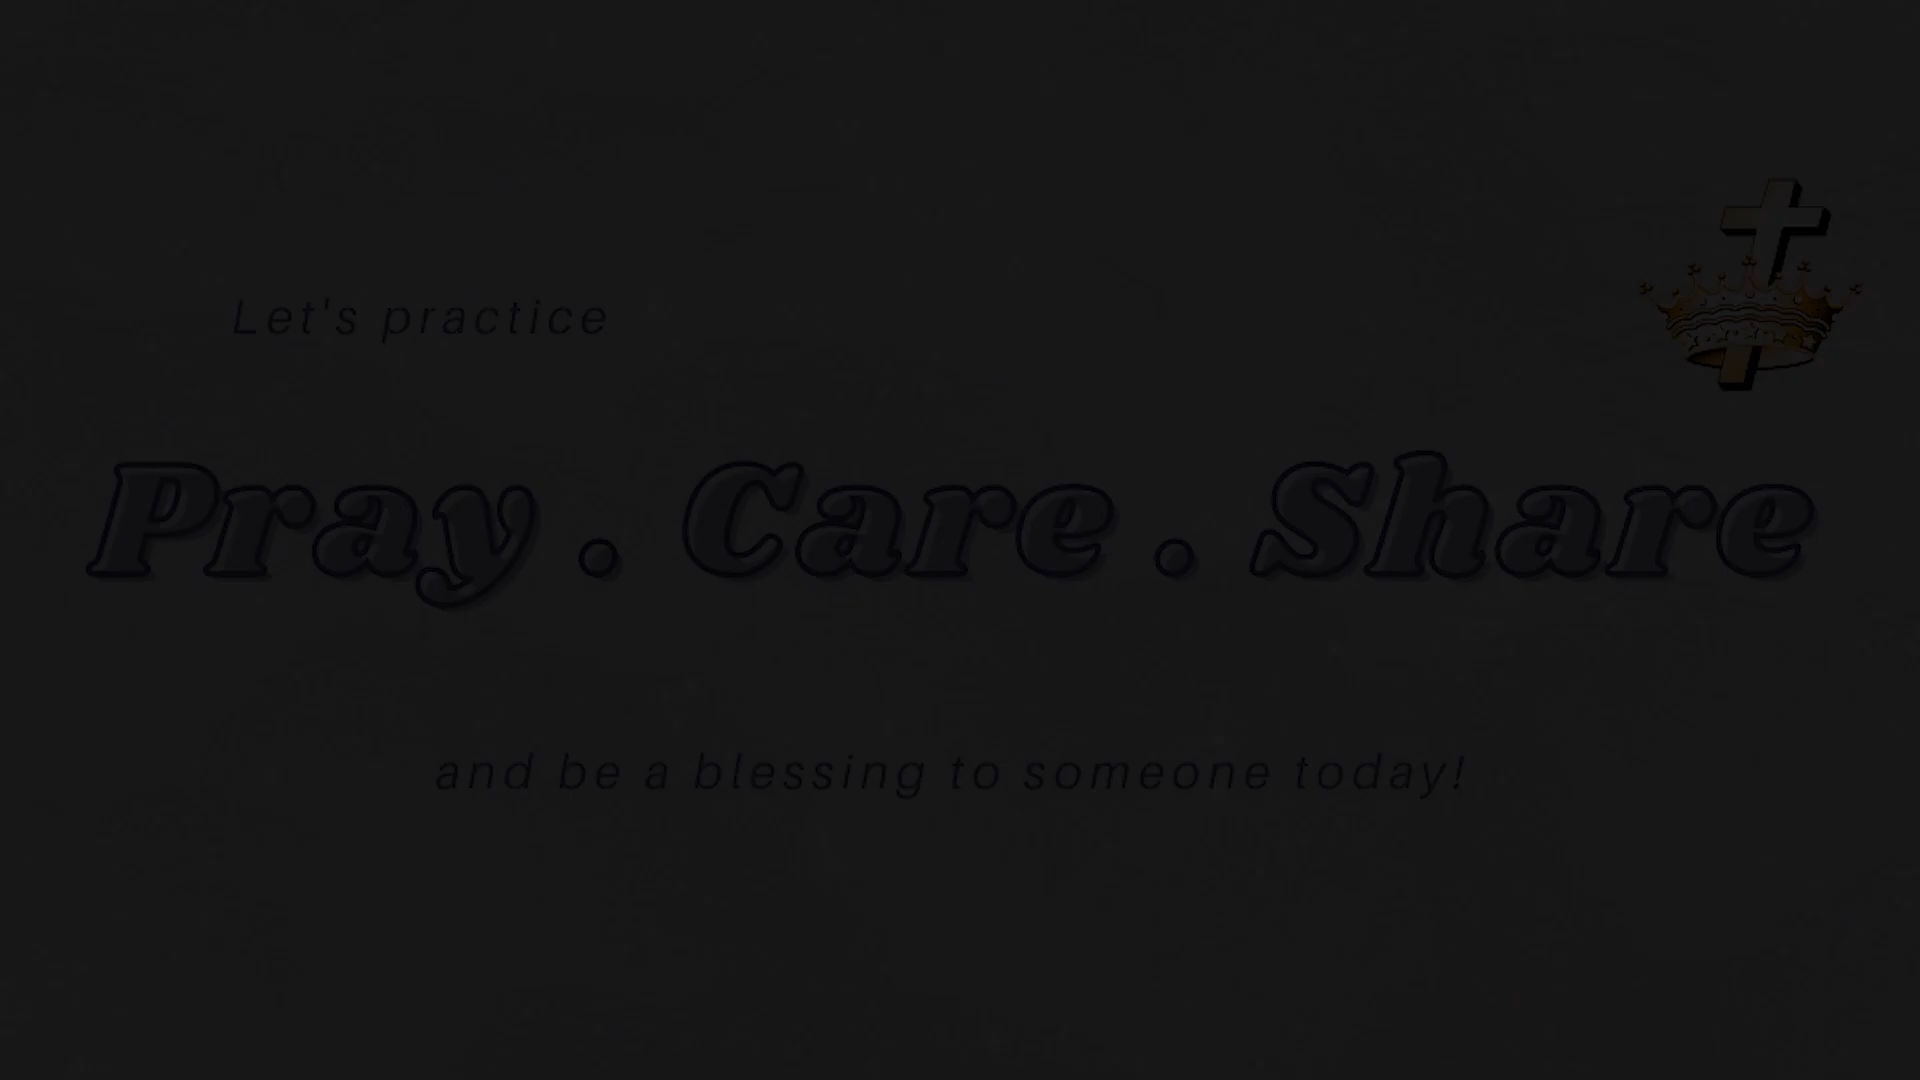 Let's practice
Pray . Care . Share
and be a blessing to someone today!